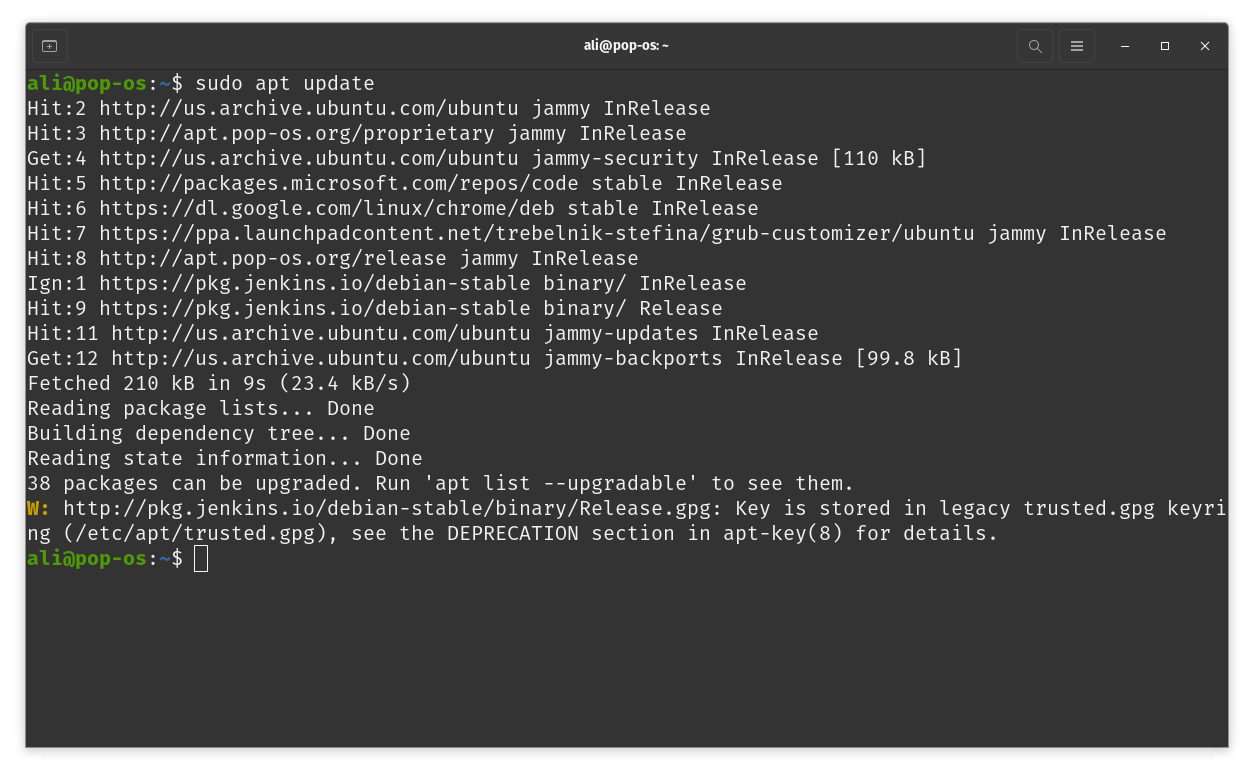 ali@pop-os: ~
ali@pop-os:~$ sudo apt update
Hit:2 http://us.archive.ubuntu.com/ubuntu jammy InRelease
Hit:3 http://apt.pop-os.org/proprietary jammy InRelease
Get:4 http://us.archive.ubuntu.com/ubuntu jammy-security InRelease [110 kB]
Hit:5 http://packages.microsoft.com/repos/code stable InRelease
Hit:6 https://dl.google.com/linux/chrome/deb stable InRelease
Hit:7 https://ppa.launchpadcontent.net/trebelnik-stefina/grub-customizer/ubuntu jammy InRelease
Hit:8 http://apt.pop-os.org/release jammy InRelease
Ign:1 https://pkg.jenkins.io/debian-stable binary/ InRelease
Hit:9 https://pkg.jenkins.io/debian-stable binary/ Release
Hit:11 http://us.archive.ubuntu.com/ubuntu jammy-updates InRelease
Get:12 http://us.archive.ubuntu.com/ubuntu jammy-backports InRelease [99.8 kB]
Fetched 210 kB in 9s (23.4 kB/s)
Reading package lists... Done
Building dependency tree... Done
Reading state information... Done
38 packages can be upgraded. Run 'apt list --upgradable' to see them.
W: http://pkg.jenkins.io/debian-stable/binary/Release.gpg: Key is stored in legacy trusted.gpg keyri
ng (/etc/apt/trusted.gpg), see the DEPRECATION section in apt-key(8) for details.
ali@pop-os:~$